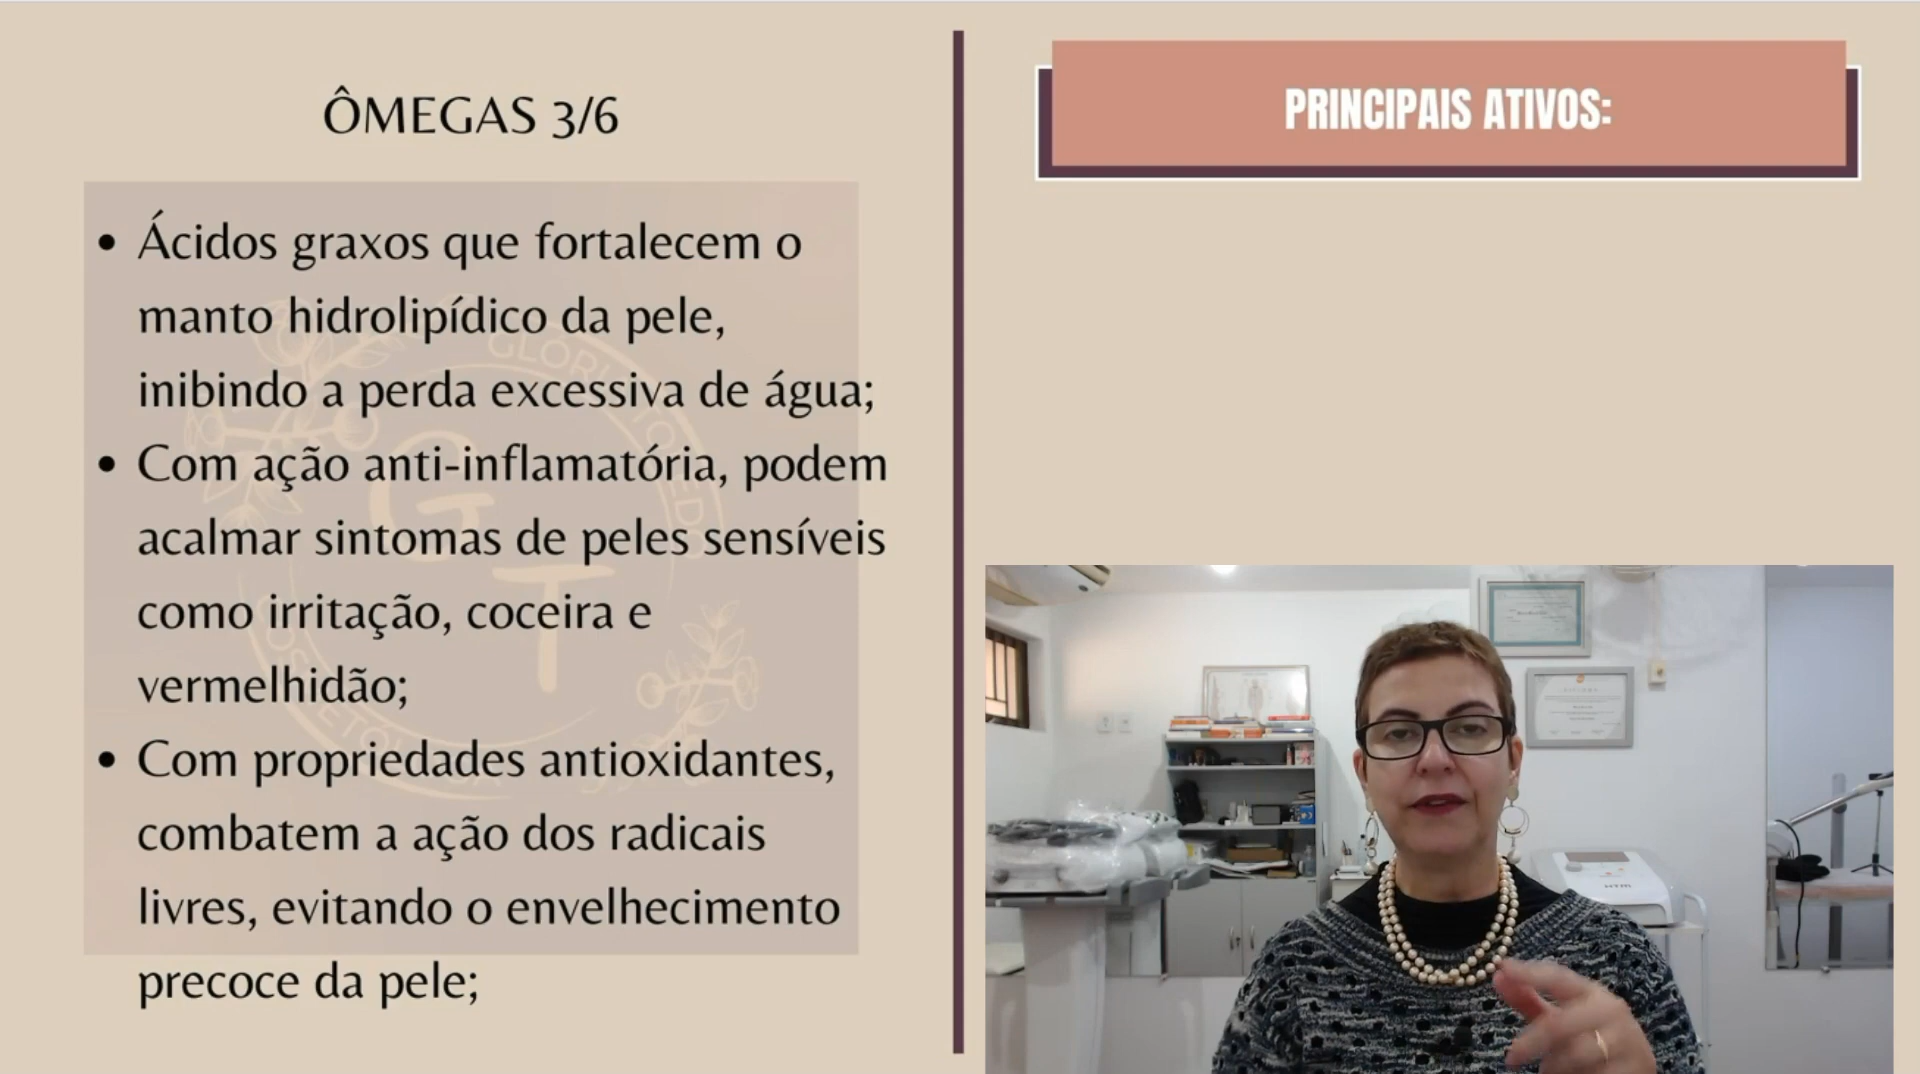 ÔMEGAS 3/6
• Ácidos graxos que fortalecem o
manto hidrolipídico da pele,
inibindo a perda excessiva de água;
• Com ação anti-inflamatória, podem
acalmar sintomas de peles sensíveis
como irritação, coceira e
vermelhidão;
• Com propriedades antioxidantes,
combatem a ação dos radicais
livres, evitando o envelhecimento
precoce da pele;
PRINCIPAIS ATIVOS:
GT
HTM